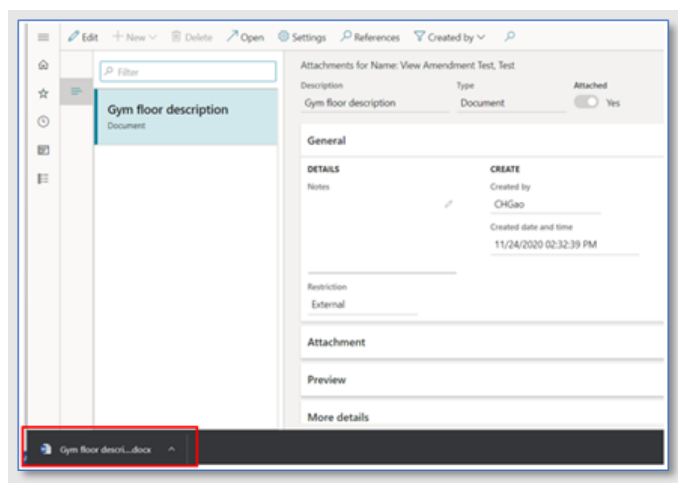 Edit New Delete Open Settings References Created by
Filter
Gym floor description
Document
Attachments for Name: View Amendment Test, Test
Description Type Attached
Gym floor description Document Yes
General
DETAILS CREATE
Notes Created by
CHGao
Created date and time
11/24/2020 02:32:39 PM
Restriction
External
Attachment
Preview
More details
Gym floor descri....docx